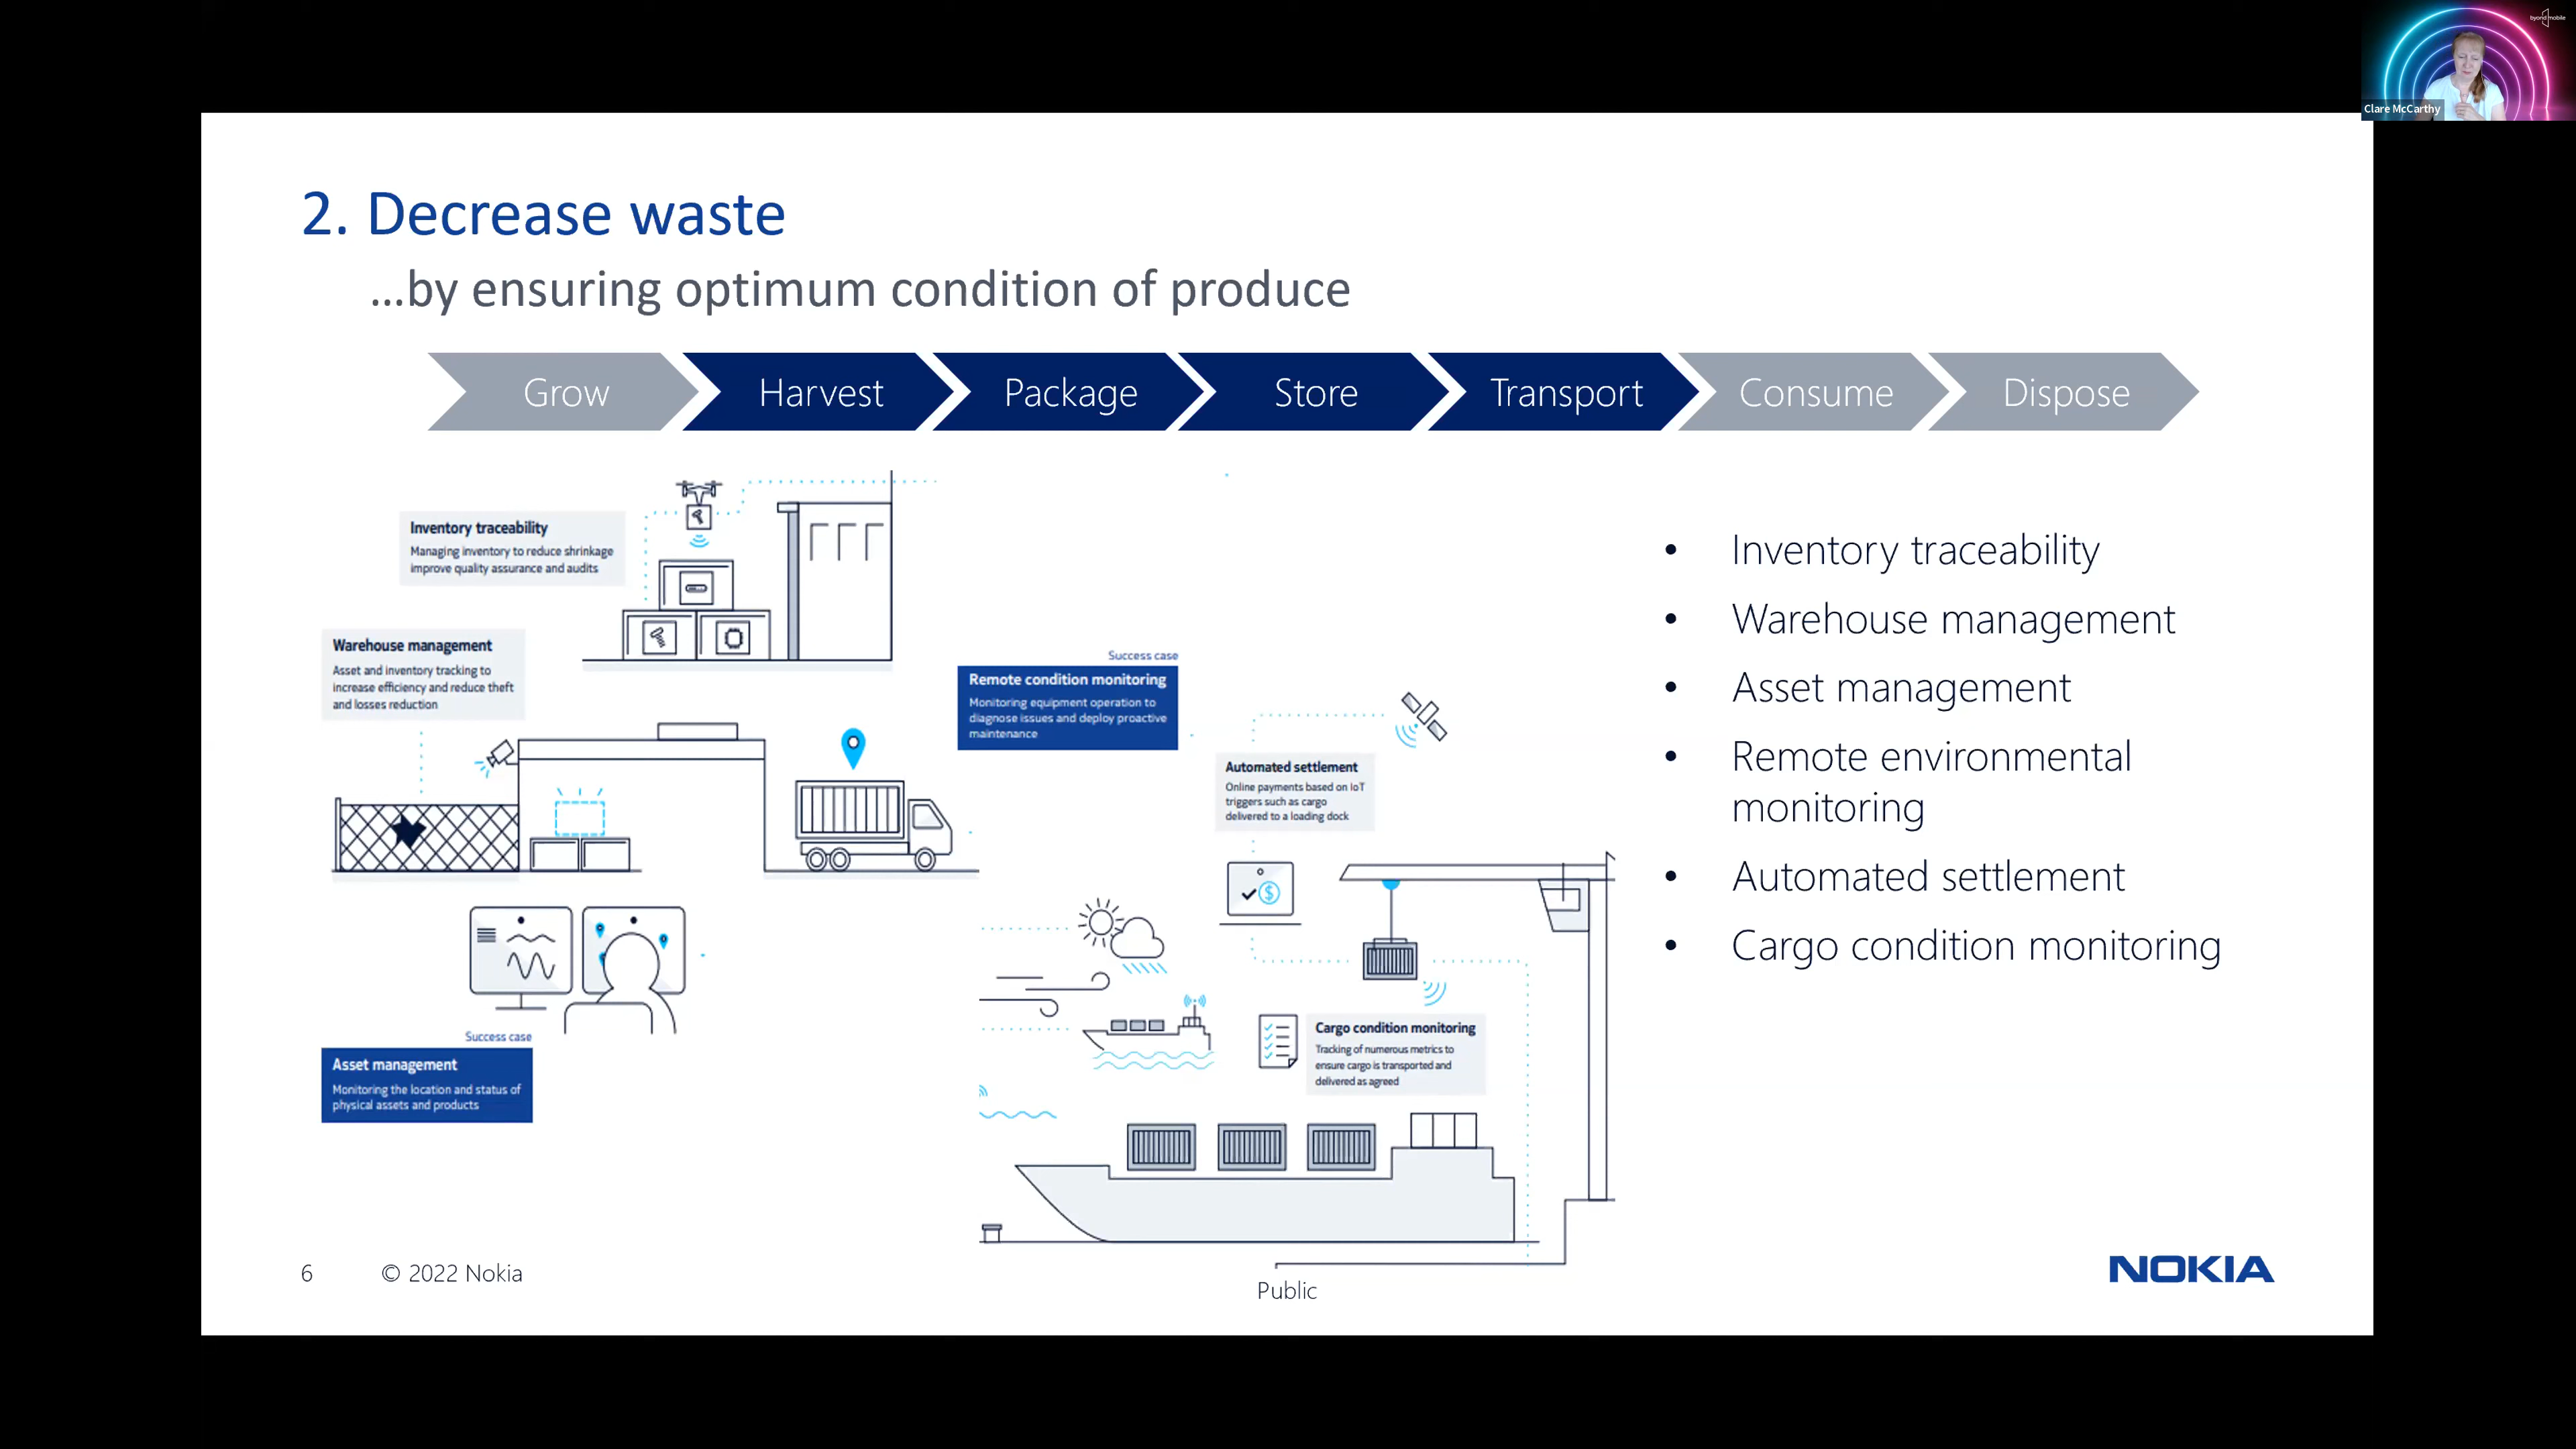 byond mobile
Clare McCarthy
2. Decrease waste
...by ensuring optimum condition of produce
Grow
Harvest
Package
Store
Transport
Consume
Dispose
Inventory traceability
Managing inventory to reduce shrinkage
improve quality assurance and audits
Warehouse management
Asset and inventory tracking to
increase efficiency and reduce theft
and losses reduction
Success case
Remote condition monitoring
Monitoring equipment operation to
diagnose issues and deploy proactive
maintenance
Automated settlement
Online payments based on IoT
triggers such as cargo
delivered to a loading dock
Success case
Asset management
Monitoring the location and status of
physical assets and products
Cargo condition monitoring
Tracking of numerous metrics to
ensure cargo is transported and
delivered as agreed
• Inventory traceability
• Warehouse management
• Asset management
• Remote environmental
monitoring
• Automated settlement
• Cargo condition monitoring
6
© 2022 Nokia
Public
NOKIA